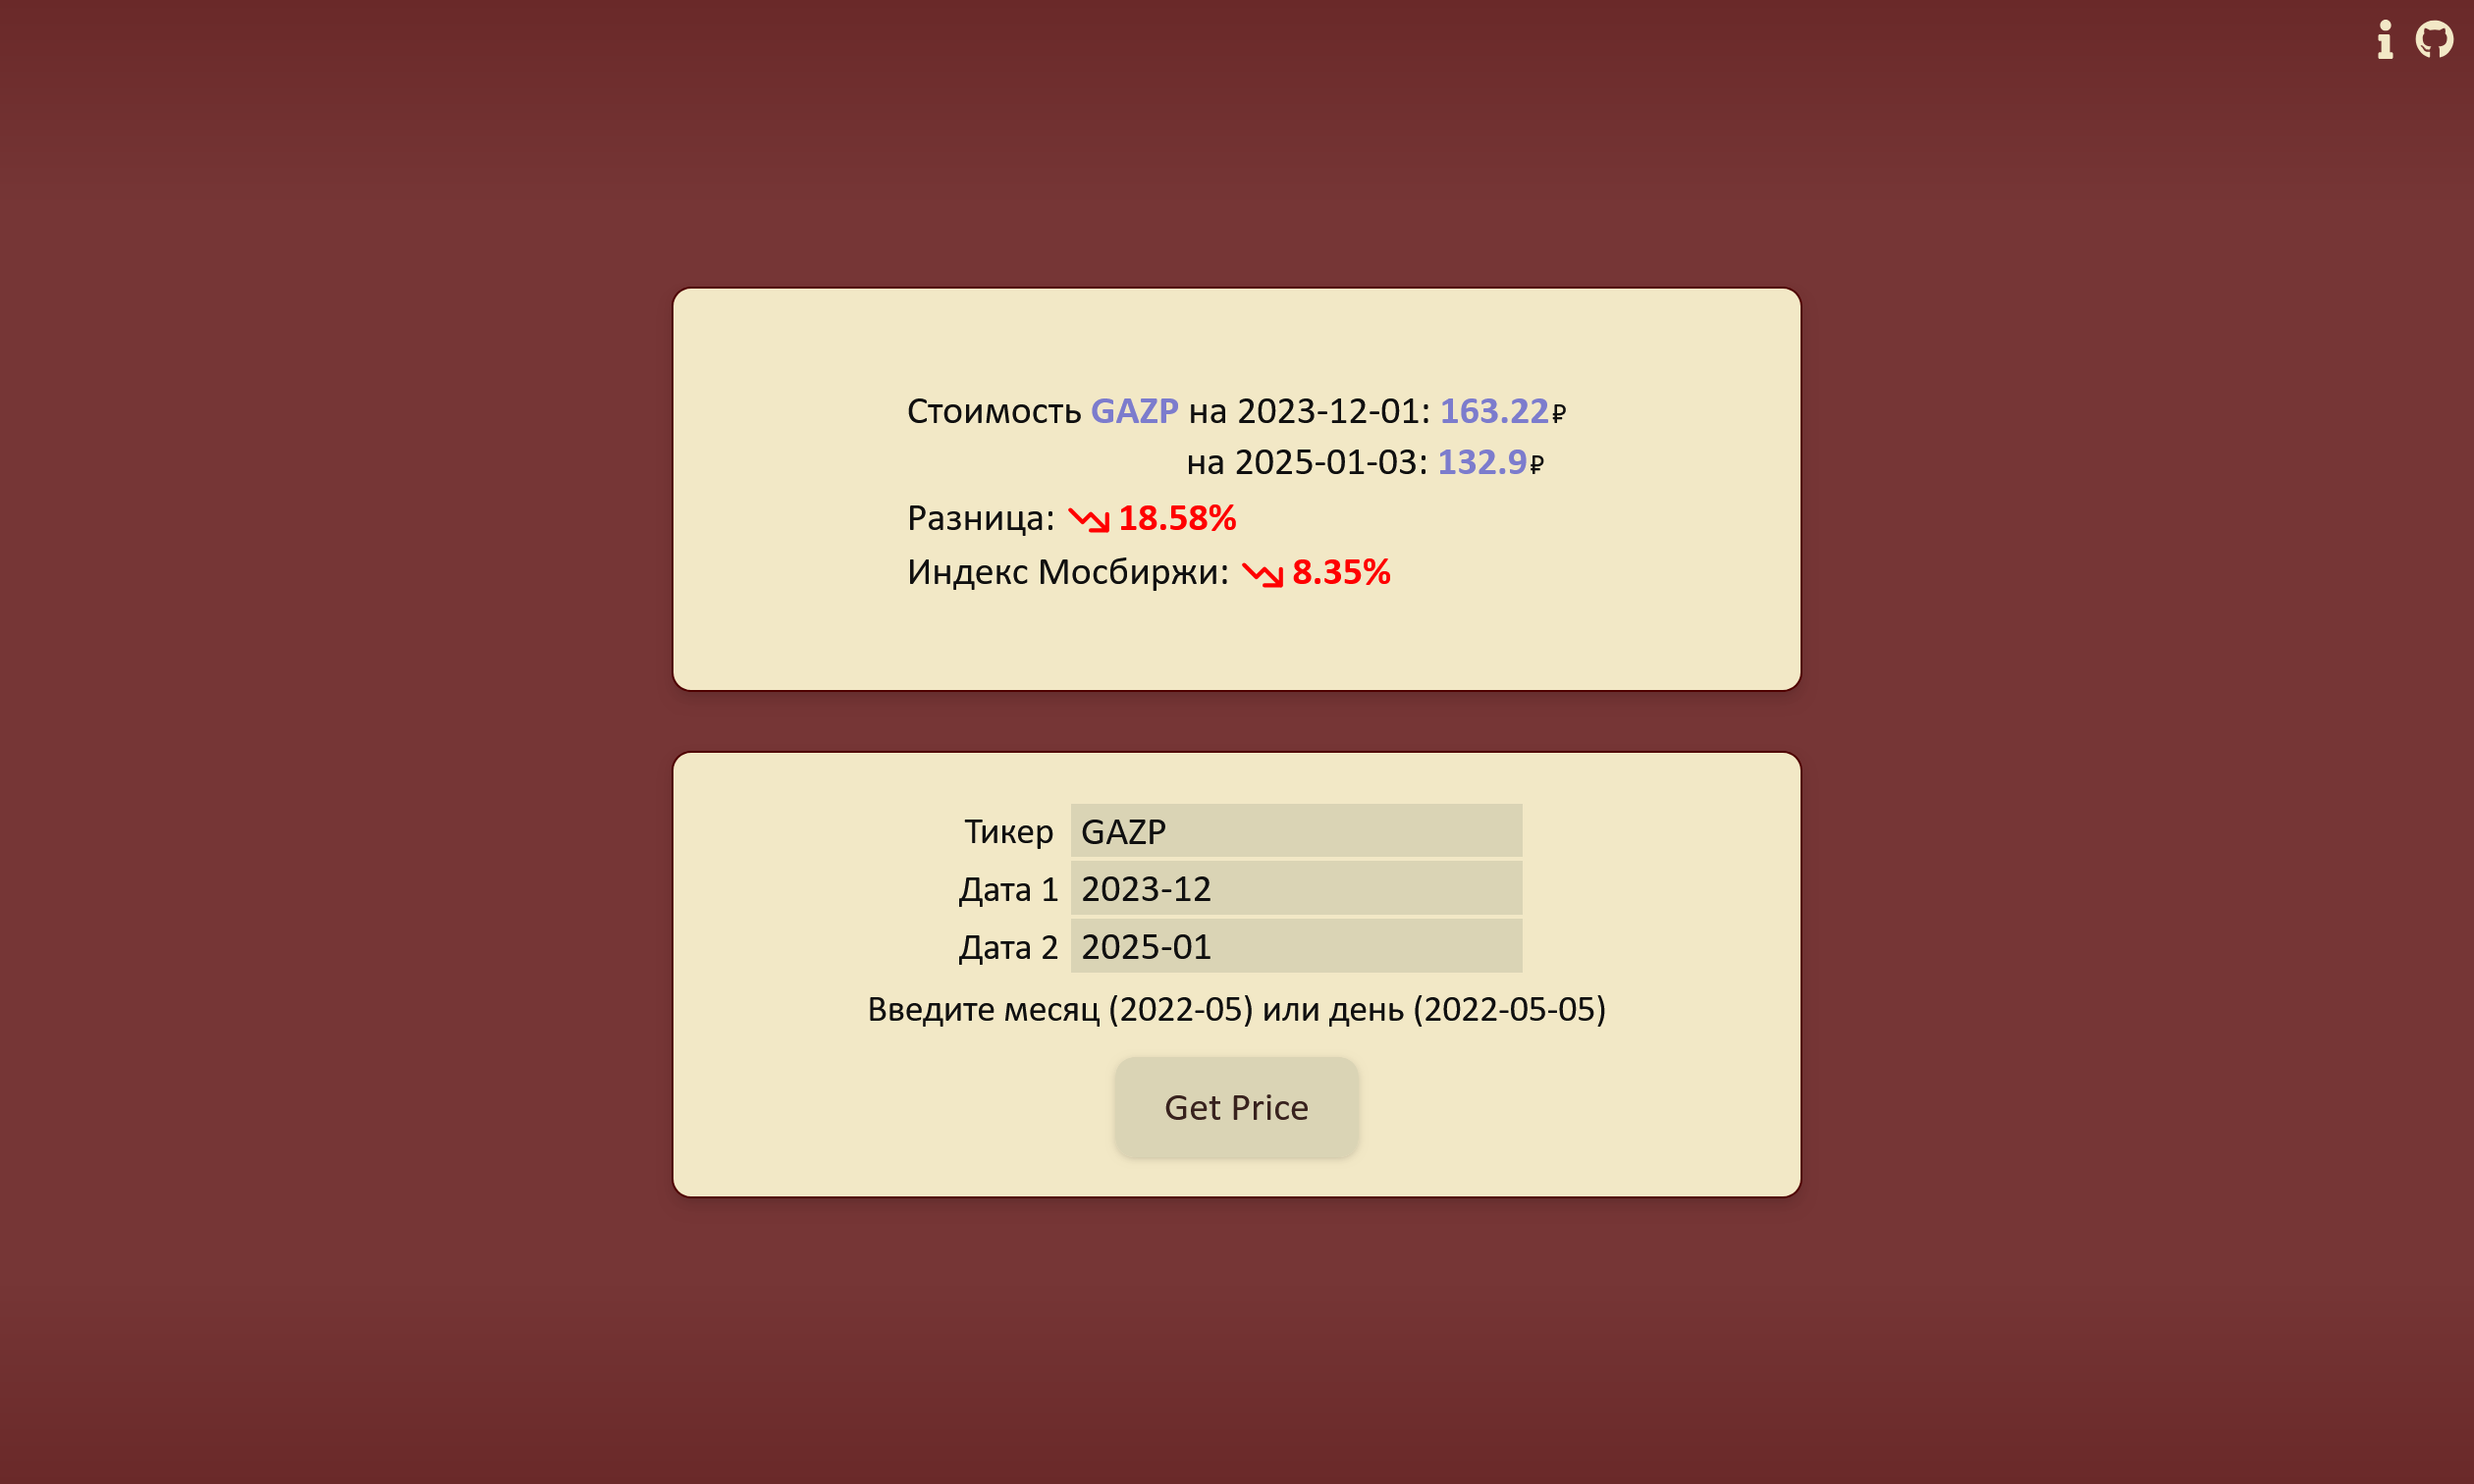 Стоимость GAZP на 2023-12-01: 163.22₽
на 2025-01-03: 132.9₽
Разница: 18.58%
Индекс Мосбиржи: 8.35%
Тикер GAZP
Дата 1 2023-12
Дата 2 2025-01
Введите месяц (2022-05) или день (2022-05-05)
Get Price